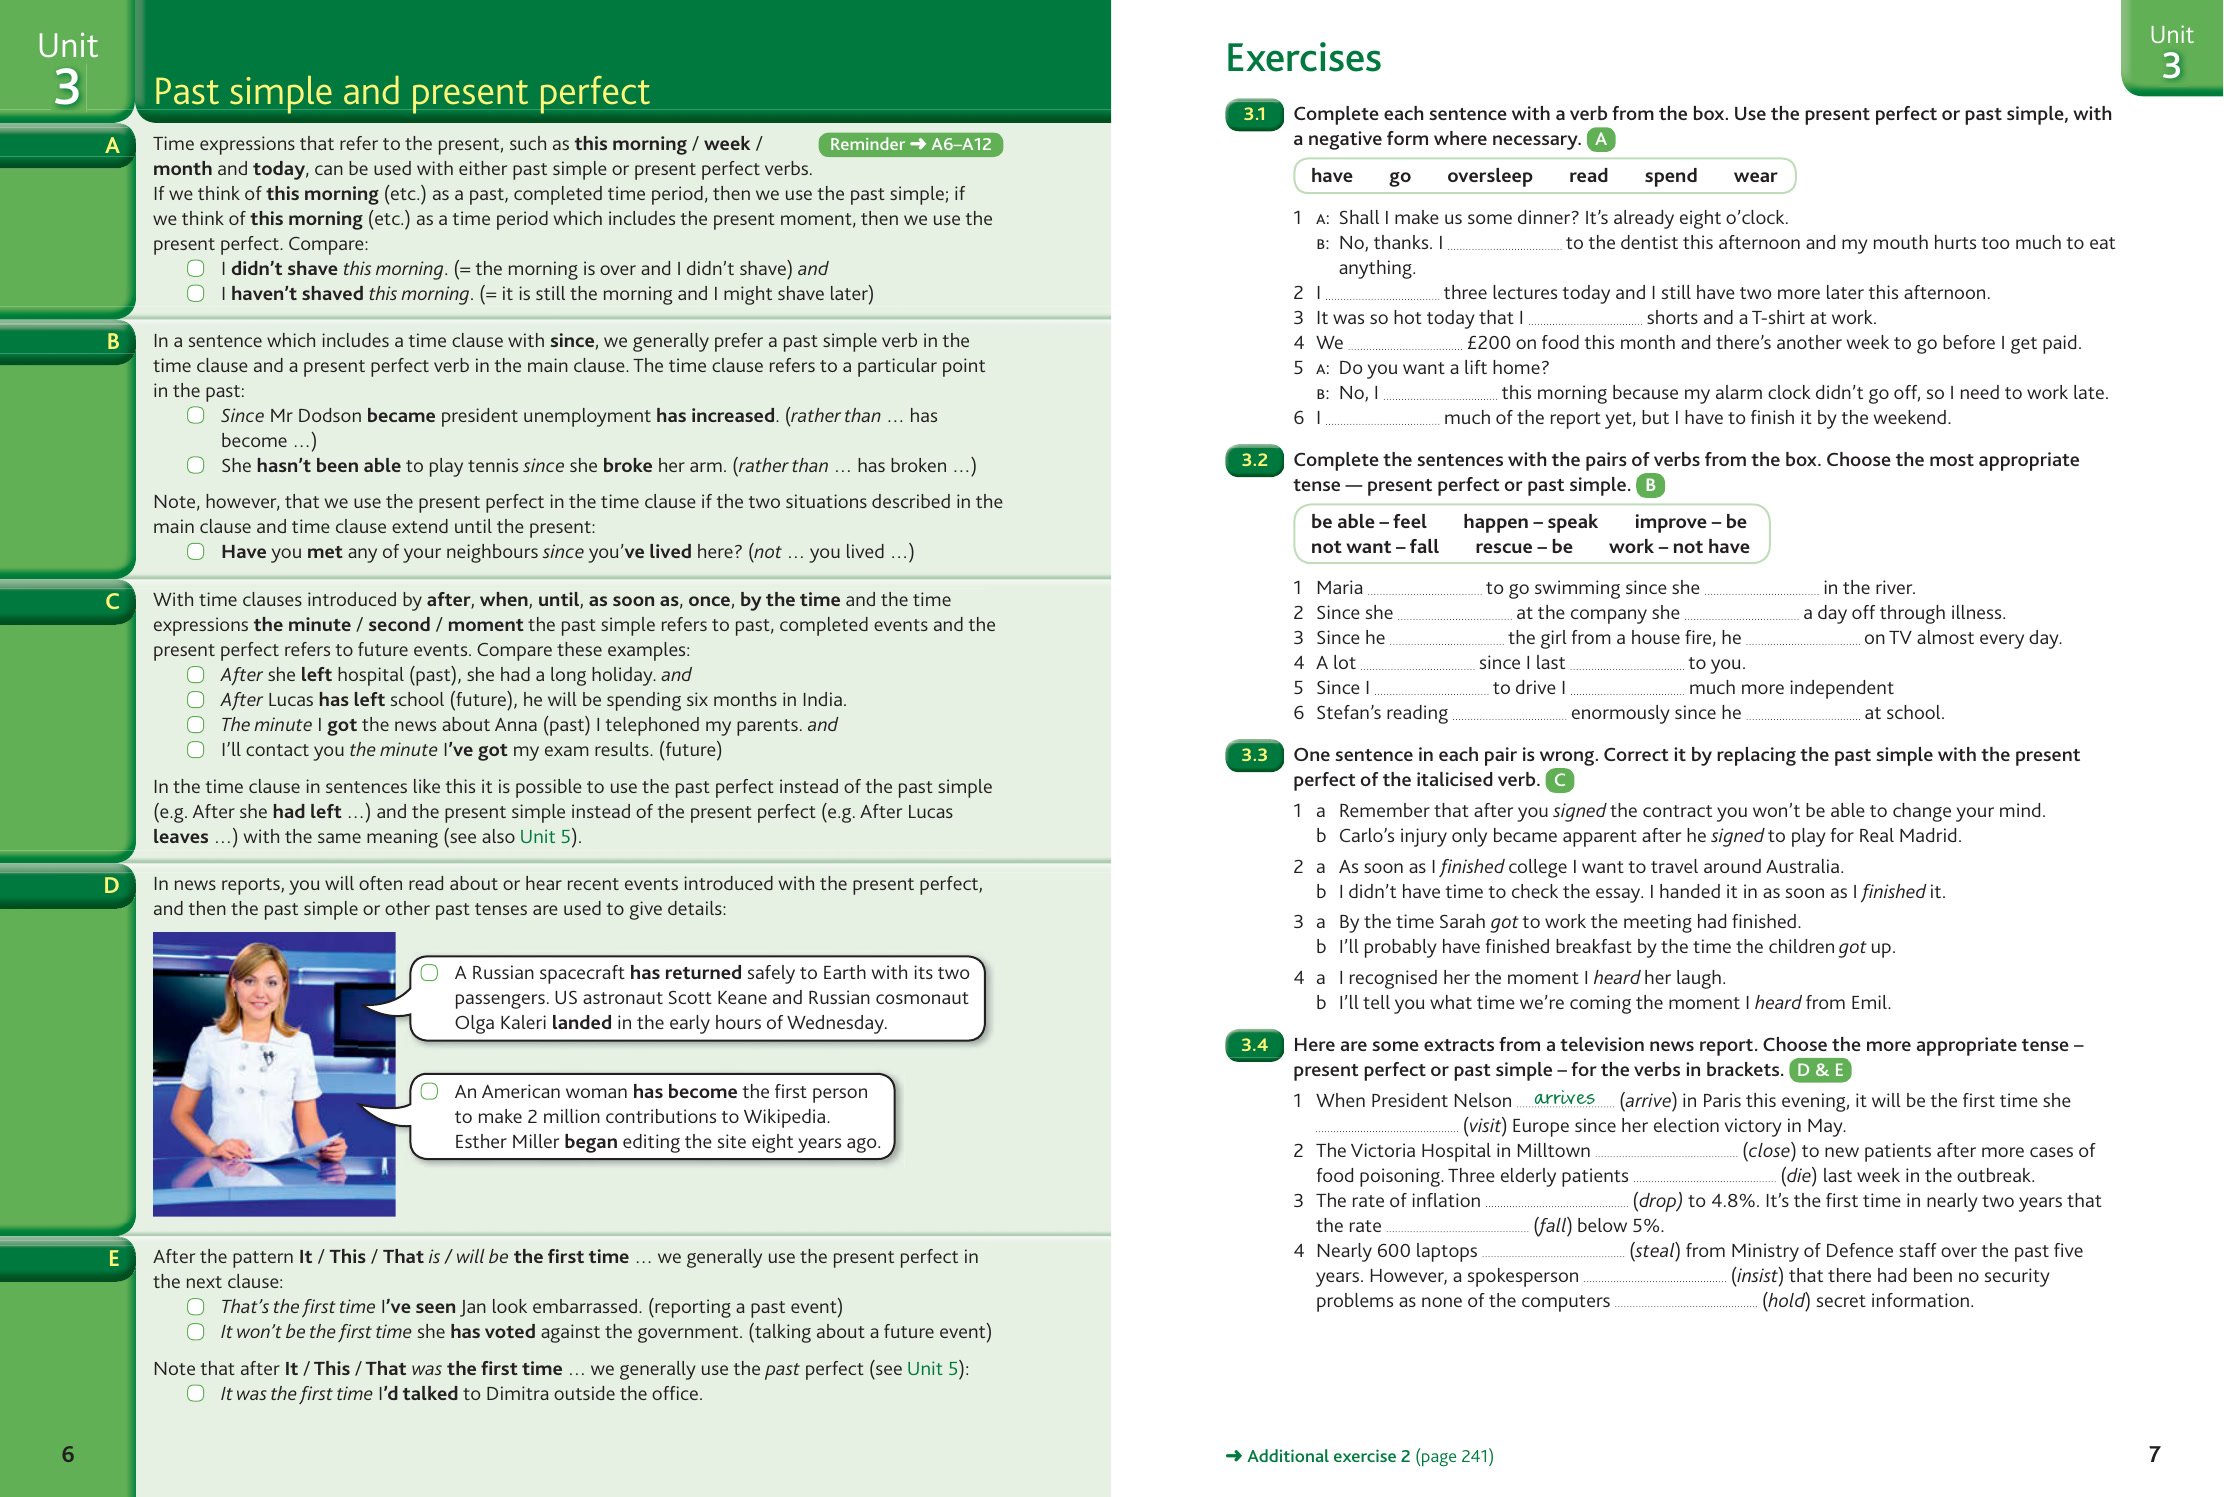 Unit
3
Past simple and present perfect
A
Time expressions that refer to the present, such as this morning / week /
Reminder ➜ A6–A12
month and today, can be used with either past simple or present perfect verbs.
If we think of this morning (etc.) as a past, completed time period, then we use the past simple; if
we think of this morning (etc.) as a time period which includes the present moment, then we use the
present perfect. Compare:
I didn't shave this morning. (= the morning is over and I didn't shave) and
I haven't shaved this morning. (= it is still the morning and I might shave later)
B
In a sentence which includes a time clause with since, we generally prefer a past simple verb in the
time clause and a present perfect verb in the main clause. The time clause refers to a particular point
in the past:
Since Mr Dodson became president unemployment has increased. (rather than … has
become …)
She hasn't been able to play tennis since she broke her arm. (rather than … has broken …)
Note, however, that we use the present perfect in the time clause if the two situations described in the
main clause and time clause extend until the present:
Have you met any of your neighbours since you've lived here? (not … you lived …)
C
With time clauses introduced by after, when, until, as soon as, once, by the time and the time
expressions the minute / second / moment the past simple refers to past, completed events and the
present perfect refers to future events. Compare these examples:
After she left hospital (past), she had a long holiday. and
After Lucas has left school (future), he will be spending six months in India.
The minute I got the news about Anna (past) I telephoned my parents. and
I'll contact you the minute I've got my exam results. (future)
In the time clause in sentences like this it is possible to use the past perfect instead of the past simple
(e.g. After she had left …) and the present simple instead of the present perfect (e.g. After Lucas
leaves …) with the same meaning (see also Unit 5).
D
In news reports, you will often read about or hear recent events introduced with the present perfect,
and then the past simple or other past tenses are used to give details:
A Russian spacecraft has returned safely to Earth with its two
passengers. US astronaut Scott Keane and Russian cosmonaut
Olga Kaleri landed in the early hours of Wednesday.
An American woman has become the first person
to make 2 million contributions to Wikipedia.
Esther Miller began editing the site eight years ago.
E
After the pattern It / This / That is / will be the first time … we generally use the present perfect in
the next clause:
That's the first time I've seen Jan look embarrassed. (reporting a past event)
It won't be the first time she has voted against the government. (talking about a future event)
Note that after It / This / That was the first time … we generally use the past perfect (see Unit 5):
It was the first time I'd talked to Dimitra outside the office.
6
Exercises
Unit
3
3.1 Complete each sentence with a verb from the box. Use the present perfect or past simple, with
a negative form where necessary. A
have go oversleep read spend wear
1 A: Shall I make us some dinner? It's already eight o'clock.
B: No, thanks. I ........ to the dentist this afternoon and my mouth hurts too much to eat
anything.
2 I ........ three lectures today and I still have two more later this afternoon.
3 It was so hot today that I ........ shorts and a T-shirt at work.
4 We ........ £200 on food this month and there's another week to go before I get paid.
5 A: Do you want a lift home?
B: No, I ........ this morning because my alarm clock didn't go off, so I need to work late.
6 I ........ much of the report yet, but I have to finish it by the weekend.
3.2 Complete the sentences with the pairs of verbs from the box. Choose the most appropriate
tense — present perfect or past simple. B
be able – feel happen – speak improve – be
not want – fall rescue – be work – not have
1 Maria ........ to go swimming since she ........ in the river.
2 Since she ........ at the company she ........ a day off through illness.
3 Since he ........ the girl from a house fire, he ........ on TV almost every day.
4 A lot ........ since I last ........ to you.
5 Since I ........ to drive I ........ much more independent
6 Stefan's reading ........ enormously since he ........ at school.
3.3 One sentence in each pair is wrong. Correct it by replacing the past simple with the present
perfect of the italicised verb. C
1 a Remember that after you signed the contract you won't be able to change your mind.
b Carlo's injury only became apparent after he signed to play for Real Madrid.
2 a As soon as I finished college I want to travel around Australia.
b I didn't have time to check the essay. I handed it in as soon as I finished it.
3 a By the time Sarah got to work the meeting had finished.
b I'll probably have finished breakfast by the time the children got up.
4 a I recognised her the moment I heard her laugh.
b I'll tell you what time we're coming the moment I heard from Emil.
3.4 Here are some extracts from a television news report. Choose the more appropriate tense –
present perfect or past simple – for the verbs in brackets. D & E
1 When President Nelson arrives (arrive) in Paris this evening, it will be the first time she
........ (visit) Europe since her election victory in May.
2 The Victoria Hospital in Milltown ........ (close) to new patients after more cases of
food poisoning. Three elderly patients ........ (die) last week in the outbreak.
3 The rate of inflation ........ (drop) to 4.8%. It's the first time in nearly two years that
the rate ........ (fall) below 5%.
4 Nearly 600 laptops ........ (steal) from Ministry of Defence staff over the past five
years. However, a spokesperson ........ (insist) that there had been no security
problems as none of the computers ........ (hold) secret information.
➜ Additional exercise 2 (page 241)
7